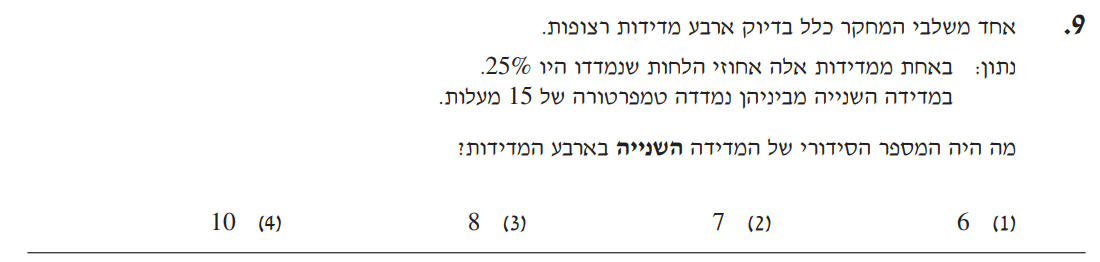 9. אחד משלבי המחקר כלל בדיוק ארבע מדידות רצופות.
נתון: באחת ממדידות אלה אחוזי הלחות שנמדדו היו 25%.
במדידה השנייה מביניהן נמדדה טמפרטורה של 15 מעלות.
מה היה המספר הסידורי של המדידה השנייה בארבע המדידות?
(1) 6 (2) 7 (3) 8 (4) 10